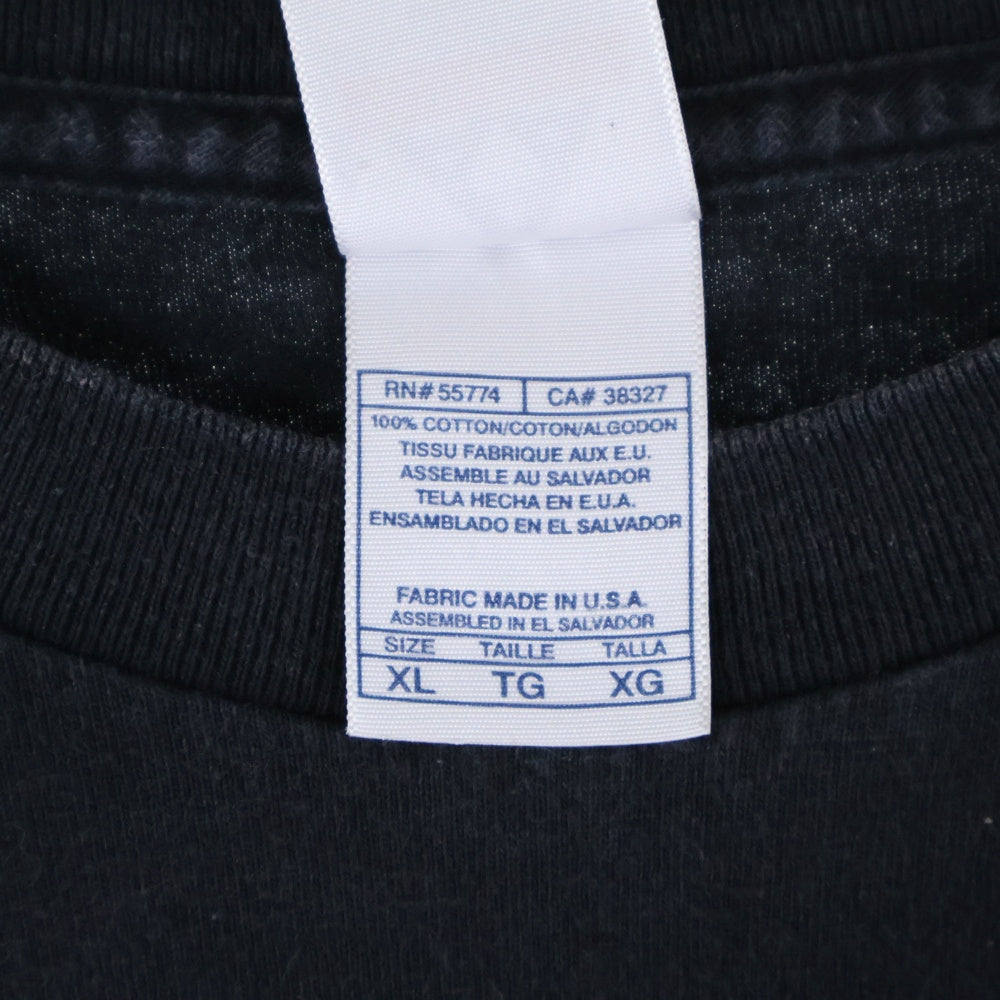 RN# 55774 CA# 38327
100% COTTON/COTON/ALGODON
TISSU FABRIQUE AUX E.U.
ASSEMBLE AU SALVADOR
TELA HECHA EN E.U.A.
ENSAMBLADO EN EL SALVADOR
FABRIC MADE IN U.S.A.
ASSEMBLED IN EL SALVADOR
SIZE TAILLE TALLA
XL TG XG